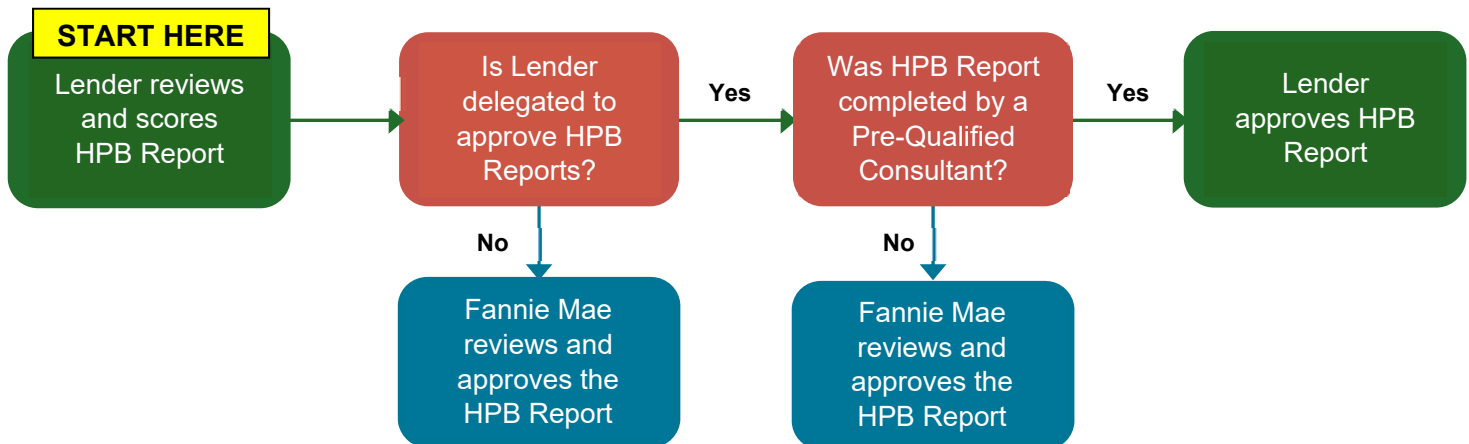 START HERE
Lender reviews
and scores
HPB Report
Is Lender
delegated to
approve HPB
Reports?
Yes
Was HPB Report
completed by a
Pre-Qualified
Consultant?
Yes
Lender
approves HPB
Report
No
Fannie Mae
reviews and
approves the
HPB Report
No
Fannie Mae
reviews and
approves the
HPB Report